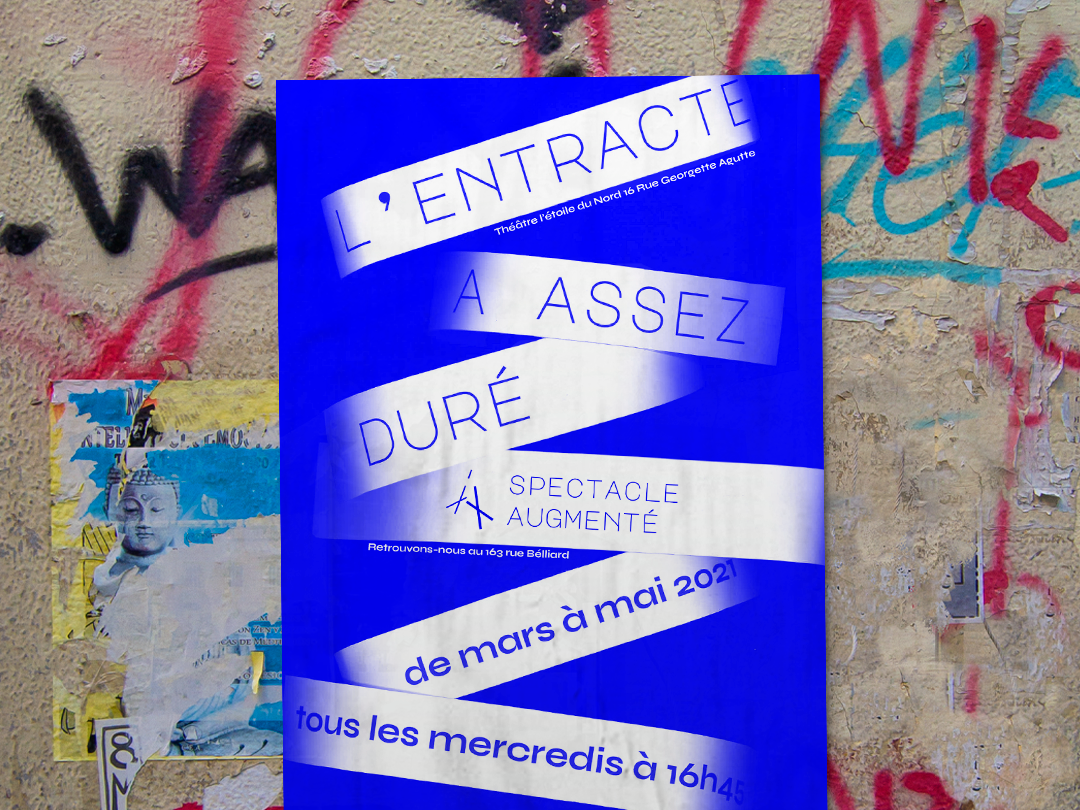 L'ENTRACTE
Théâtre l'étoile du Nord 16 Rue Georgette Agutte
A ASSEZ
DURÉ
SPECTACLE
AUGMENTÉ
Retrouvons-nous au 163 rue Bélliard
de mars à mai 2021
tous les mercredis à 16h45